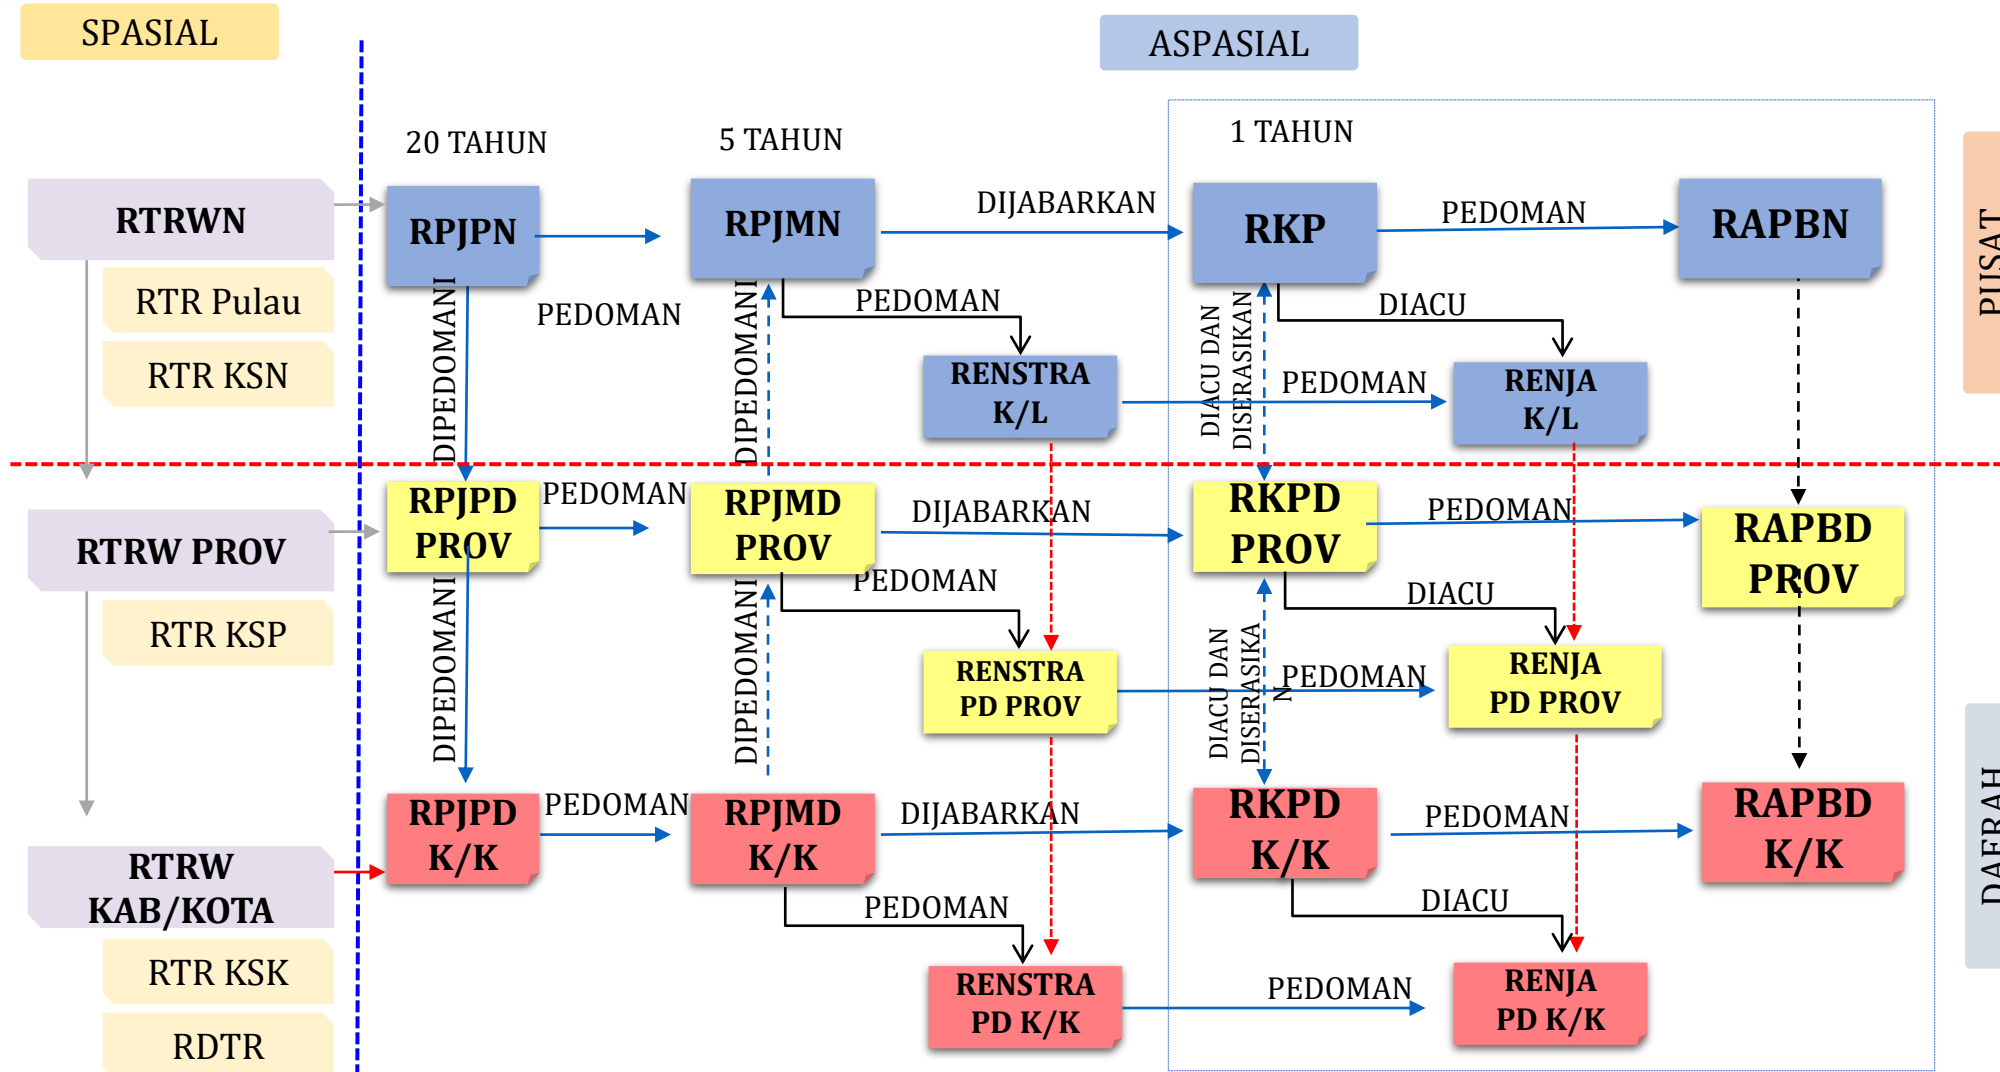 SPASIAL
ASPASIAL
20 TAHUN
5 TAHUN
1 TAHUN
PUSAT
RTRWN
RPJPN
RPJMN
DIJABARKAN
RKP
PEDOMAN
RAPBN
RTR Pulau
RTR KSN
DIPEDOMANI
PEDOMAN
DIPEDOMANI
PEDOMAN
RENSTRA
K/L
DIACU DAN
DISERASIKAN
DIACU
PEDOMAN
RENJA
K/L
RTRW PROV
RPJPD
PROV
PEDOMAN
RPJMD
PROV
DIJABARKAN
RKPD
PROV
PEDOMAN
RAPBD
PROV
RTR KSP
DIPEDOMANI
DIPEDOMANI
PEDOMAN
RENSTRA
PD PROV
DIACU DAN
DISERASIKA
N
DIACU
PEDOMAN
RENJA
PD PROV
DAERAH
RTRW
KAB/KOTA
RPJPD
K/K
PEDOMAN
RPJMD
K/K
DIJABARKAN
RKPD
K/K
PEDOMAN
RAPBD
K/K
RTR KSK
RDTR
PEDOMAN
RENSTRA
PD K/K
DIACU
PEDOMAN
RENJA
PD K/K